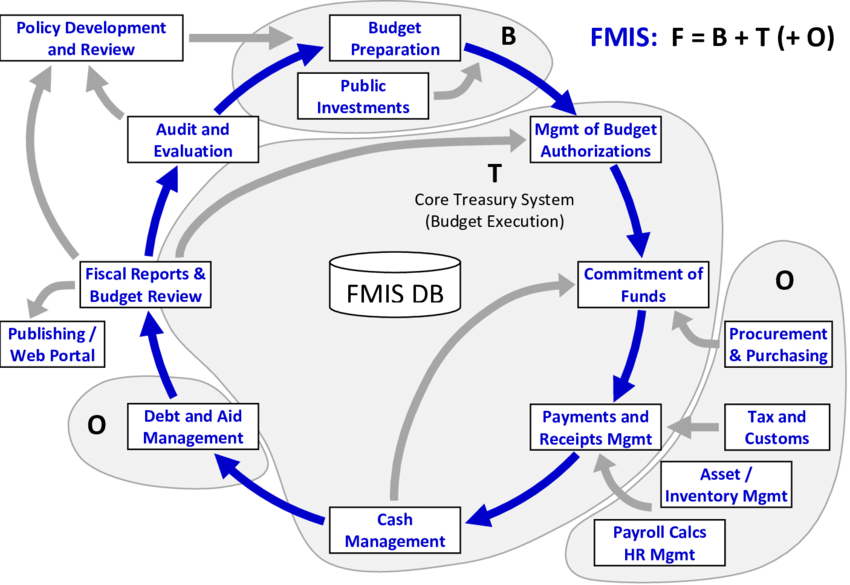 Policy Development
and Review
Budget
Preparation
B
FMIS: F = B + T (+ O)
Public
Investments
Audit and
Evaluation
Mgmt of Budget
Authorizations
T
Core Treasury System
(Budget Execution)
Fiscal Reports &
Budget Review
FMIS DB
Commitment of
Funds
O
Publishing /
Web Portal
Procurement
& Purchasing
O
Debt and Aid
Management
Payments and
Receipts Mgmt
Tax and
Customs
Asset /
Inventory Mgmt
Cash
Management
Payroll Calcs
HR Mgmt